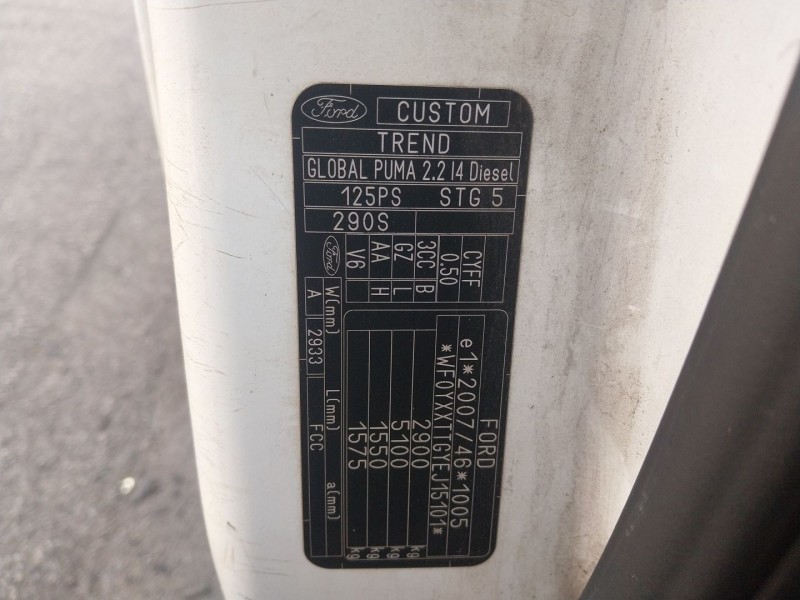 Ford CUSTOM
TREND
GLOBAL PUMA 2.2 I4 Diesel
125PS STG 5
290S
CYFF
0.50
3CC B
GZ L
AA H
V6
Ford
FORD
e1*2007/46*1005
*WF0YXXTTGYEJ15101*
2900 kg
5100 kg
1550 kg
1575 kg
W(mm) L(mm) a(mm)
A 2933 FCC